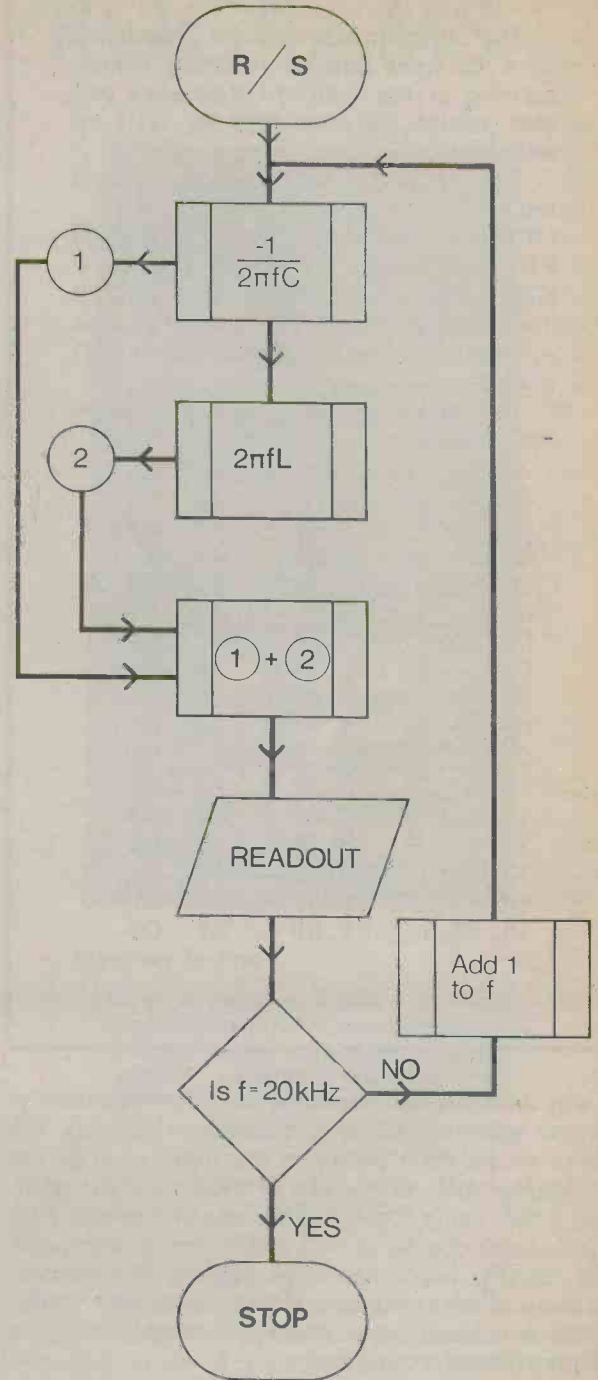 R/S
-1
2πfC
1
2πfL
2
1 + 2
READOUT
Add 1
to f
Is f=20kHz
NO
YES
STOP